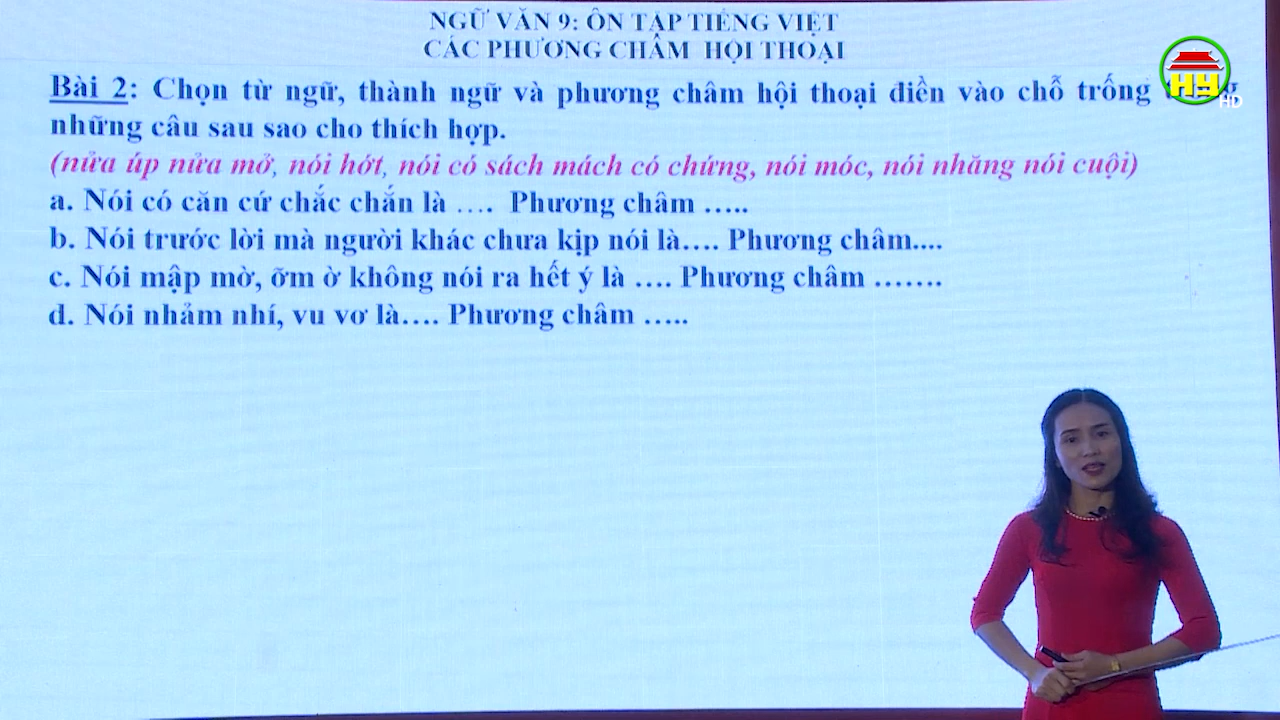 NGỮ VĂN 9: ÔN TẬP TIẾNG VIỆT
CÁC PHƯƠNG CHÂM HỘI THOẠI
Bài 2: Chọn từ ngữ, thành ngữ và phương châm hội thoại điền vào chỗ trống
những câu sau sao cho thích hợp.
(nửa úp nửa mở, nói hớt, nói có sách mách có chứng, nói móc, nói nhăng nói cuội)
a. Nói có căn cứ chắc chắn là …. Phương châm …..
b. Nói trước lời mà người khác chưa kịp nói là…. Phương châm....
c. Nói mập mờ, ỡm ờ không nói ra hết ý là …. Phương châm …….
d. Nói nhảm nhí, vu vơ là…. Phương châm …..
HY
HD